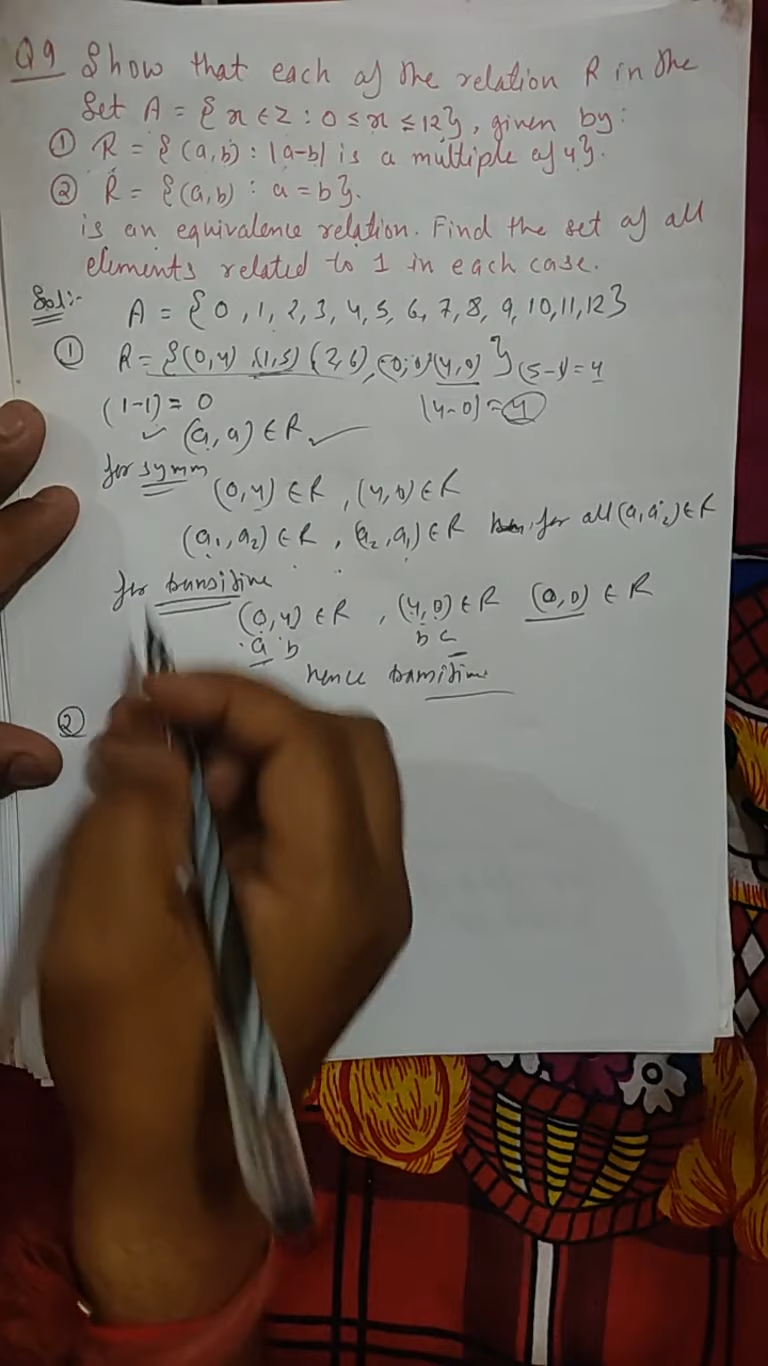 Q9 Show that each of the relation R in the
Set A = {x ∈ Z : 0 ≤ x ≤ 12}, given by:
① R = {(a,b) : |a-b| is a multiple of 4}.
② R = {(a,b) : a = b}.
is an equivalence relation. Find the set of all
elements related to 1 in each case.
Sol:- A = {0, 1, 2, 3, 4, 5, 6, 7, 8, 9, 10, 11, 12}
① R = {(0,4) (1,5) (2,6), (4,0)} (5-1) = 4
(1-1) = 0 |4-0| = 4
✓ (a, a) ∈ R ✓
for symm (0,4) ∈ R, (4,0) ∈ R
(a₁, a₂) ∈ R, (a₂, a₁) ∈ R for all (a, a₂) ∈ R
for transitive
(0,4) ∈ R, (4,0) ∈ R (0,0) ∈ R
a b b c
hence transitive
②